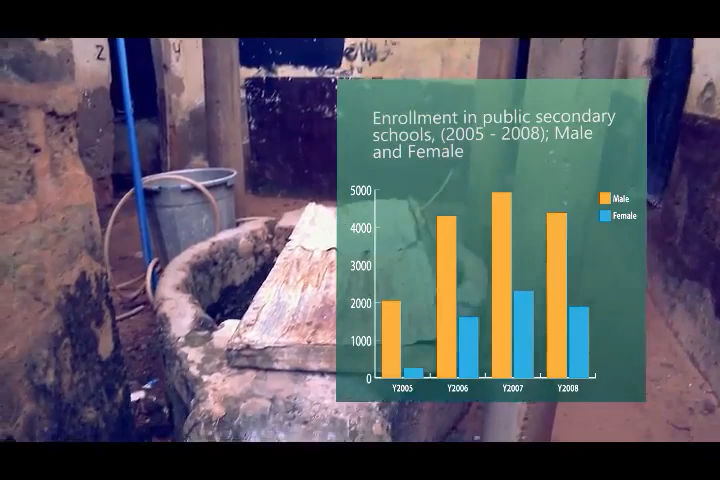 Enrollment in public secondary
schools, (2005 - 2008); Male
and Female
5000
4000
3000
2000
1000
0
Y2005 Y2006 Y2007 Y2008
Male
Female